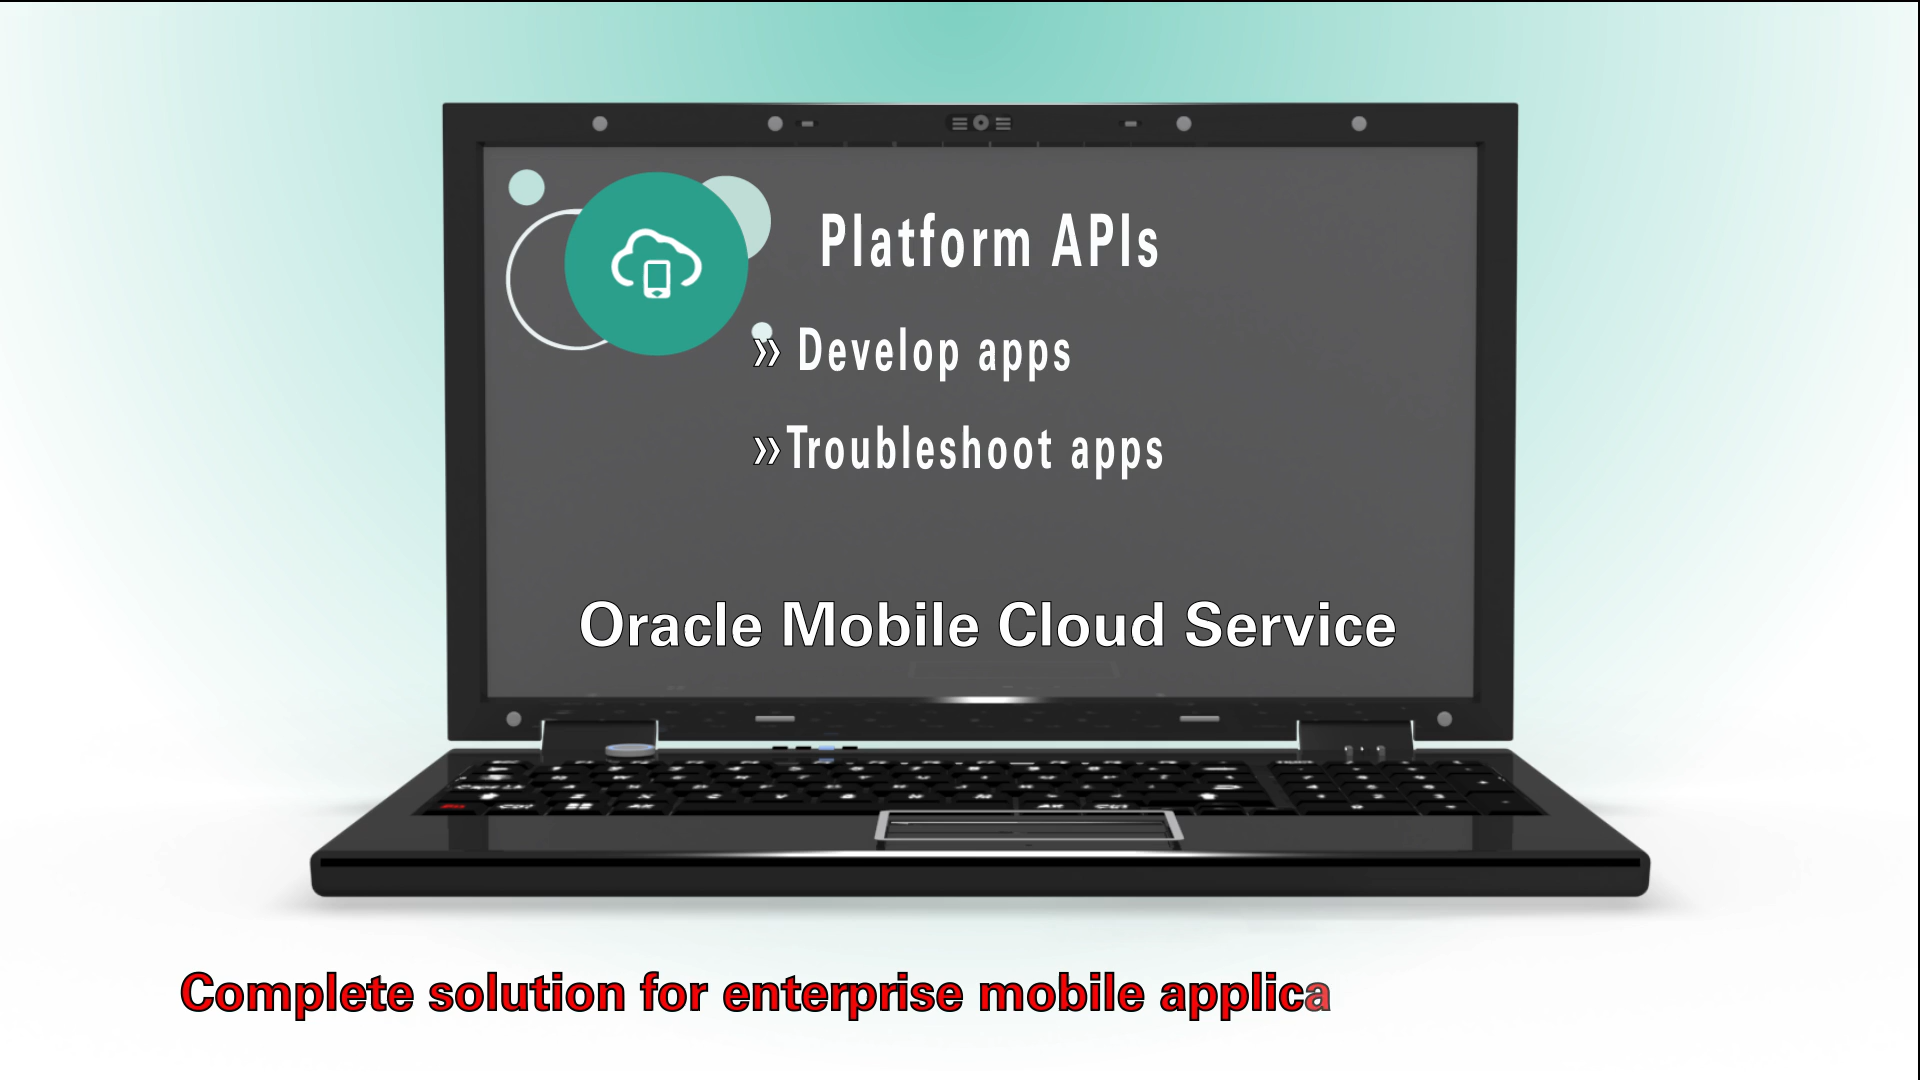 Platform APIs
» Develop apps
» Troubleshoot apps
Oracle Mobile Cloud Service
Complete solution for enterprise mobile applica